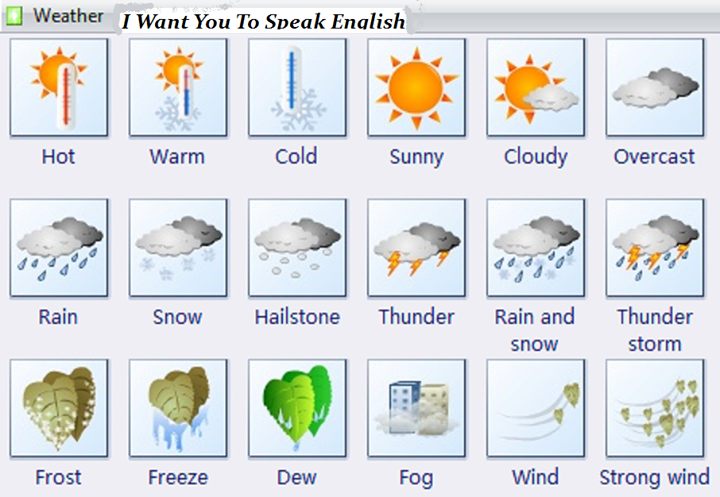 Weather I Want You To Speak English
Hot Warm Cold Sunny Cloudy Overcast
Rain Snow Hailstone Thunder Rain and snow Thunder storm
Frost Freeze Dew Fog Wind Strong wind